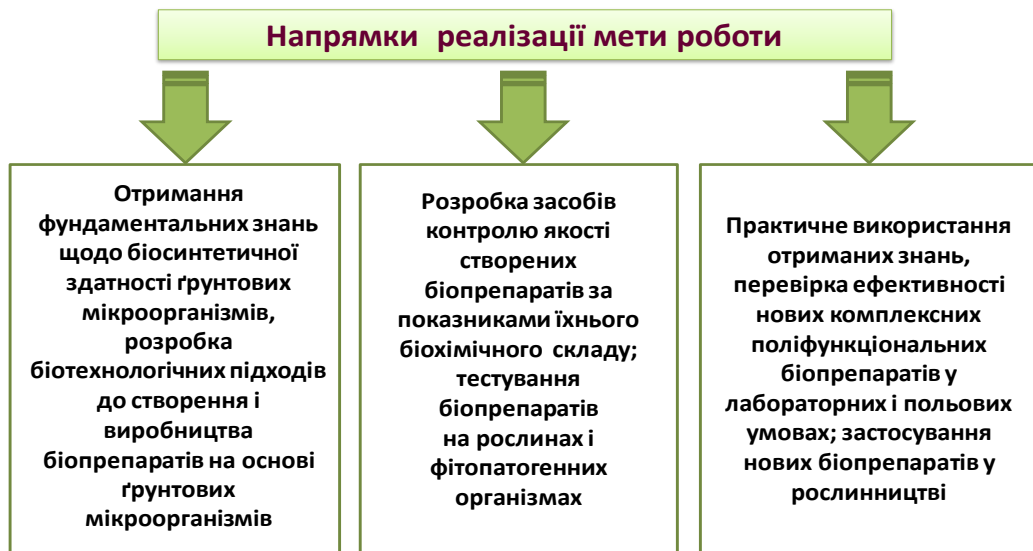 Напрямки реалізації мети роботи
Отримання
фундаментальних знань
щодо біосинтетичної
здатності ґрунтових
мікроорганізмів,
розробка
біотехнологічних підходів
до створення і
виробництва
біопрепаратів на основі
ґрунтових
мікроорганізмів
Розробка засобів
контролю якості
створених
біопрепаратів за
показниками їхнього
біохімічного складу;
тестування
біопрепаратів
на рослинах і
фітопатогенних
організмах
Практичне використання
отриманих знань,
перевірка ефективності
нових комплексних
поліфункціональних
біопрепаратів у
лабораторних і польових
умовах; застосування
нових біопрепаратів у
рослинництві